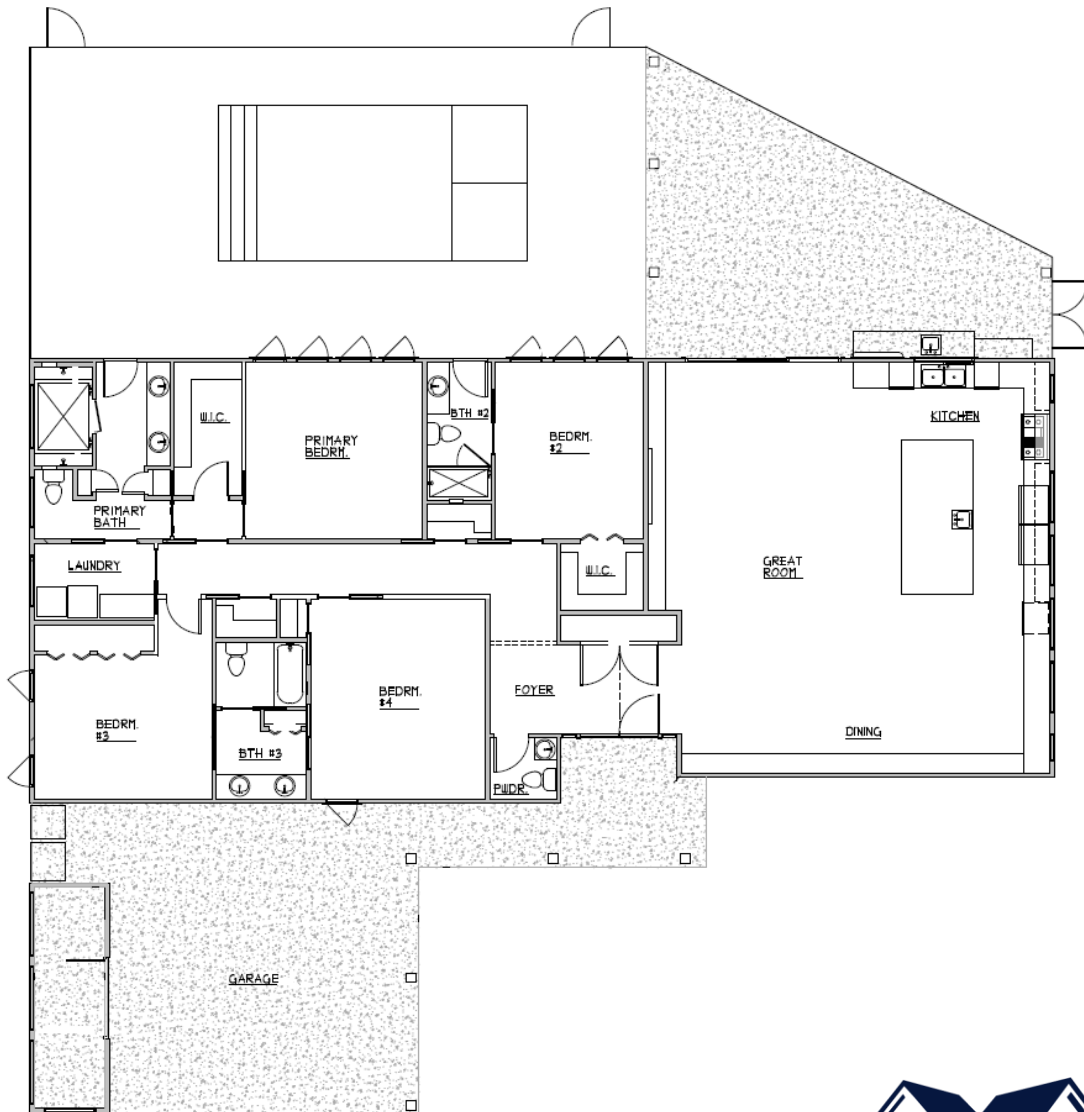 KITCHEN
W.I.C.
BTH #2
PRIMARY
BEDRM.
BEDRM.
#2
PRIMARY
BATH
LAUNDRY
GREAT
ROOM
W.I.C.
BEDRM.
#4
FOYER
BEDRM.
#3
DINING
BTH #3
PWDR.
GARAGE